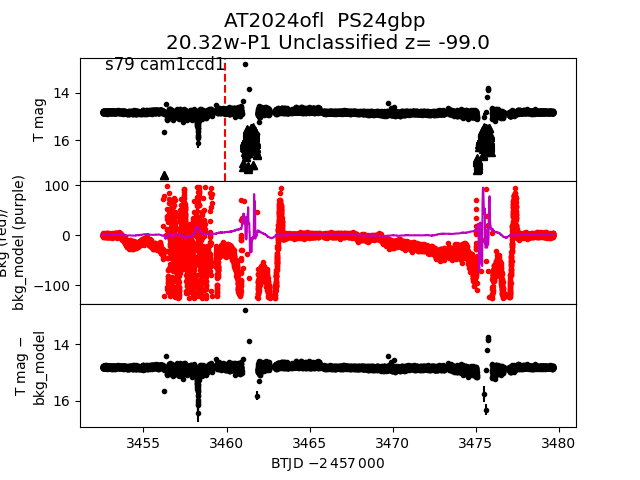 AT2024ofl  PS24gbp
20.32w-P1 Unclassified z= -99.0
s79 cam1ccd1
T mag
14
16
Bkg (red)/
bkg_model (purple)
100
0
−100
T mag −
bkg_model
14
16
3455 3460 3465 3470 3475 3480
BTJD −2 457 000